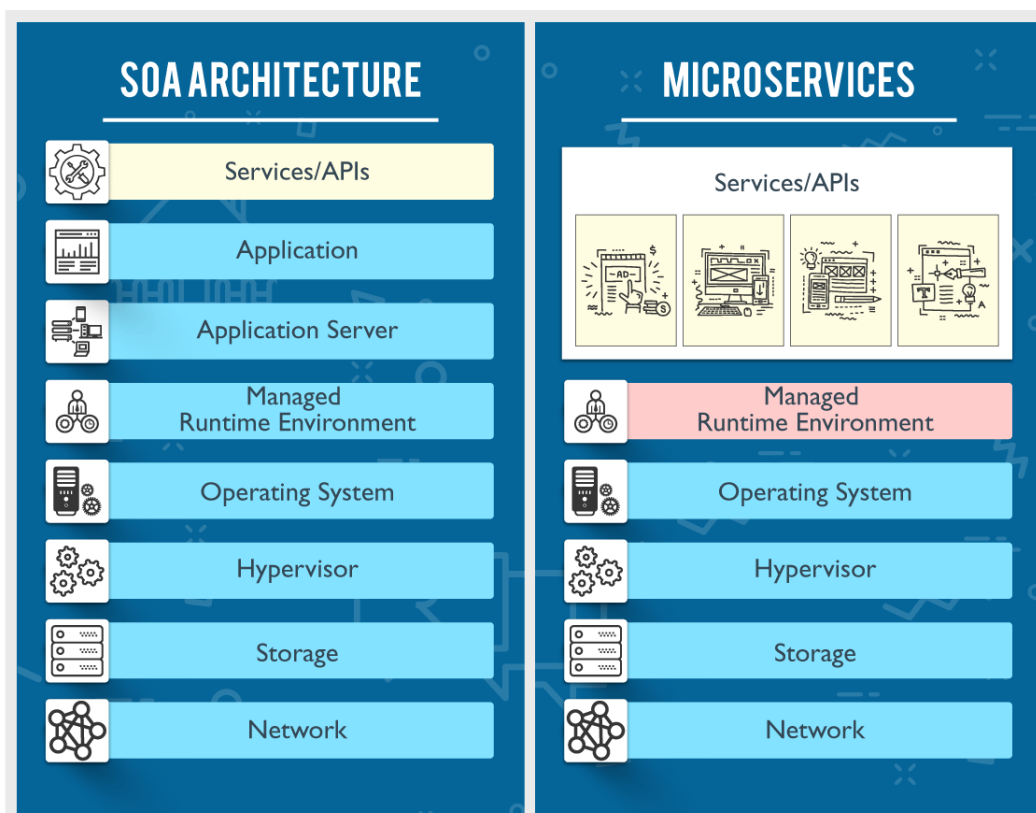 SOA ARCHITECTURE
Services/APIs
Application
Application Server
Managed
Runtime Environment
Operating System
Hypervisor
Storage
Network
MICROSERVICES
Services/APIs
AD
$
$
T
A
Managed
Runtime Environment
Operating System
Hypervisor
Storage
Network